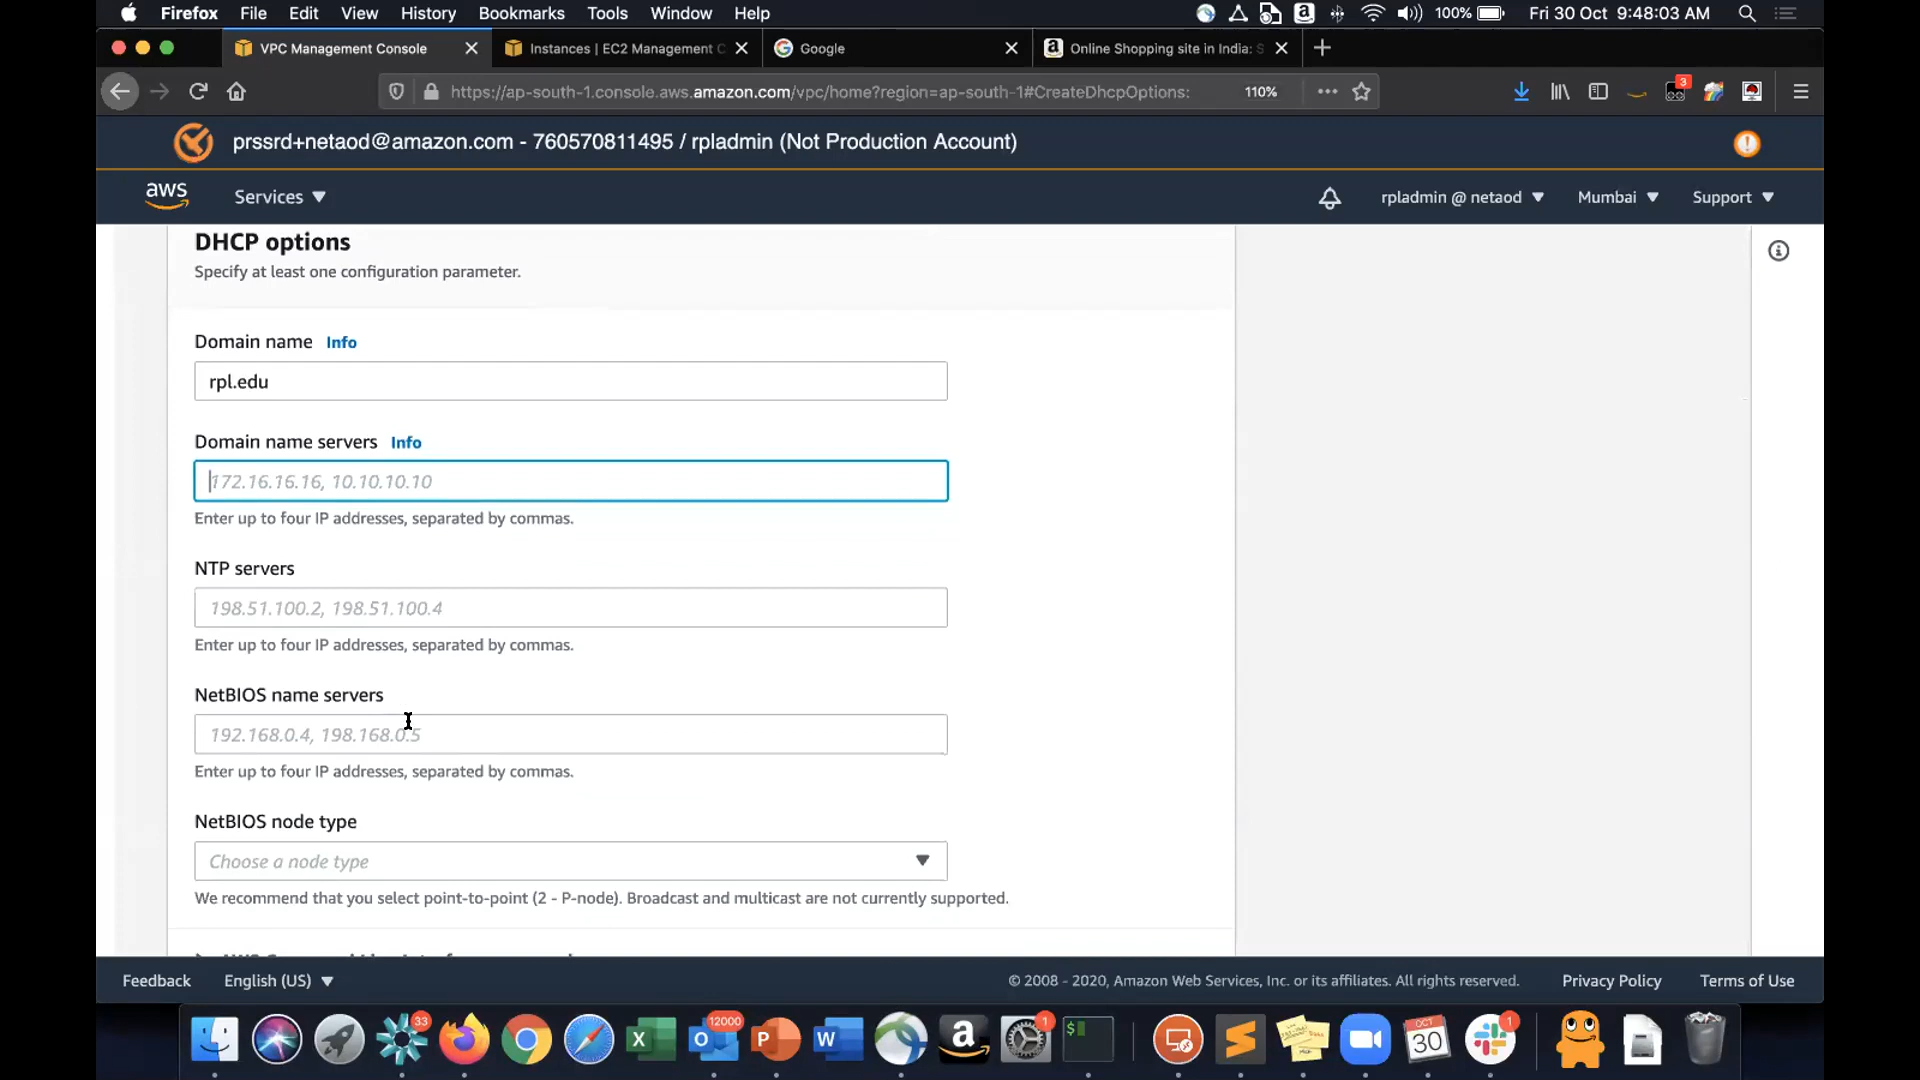 Firefox File Edit View History Bookmarks Tools Window Help 100% Fri 30 Oct 9:48:03 AM
VPC Management Console Instances | EC2 Management C Google Online Shopping site in India: S
https://ap-south-1.console.aws.amazon.com/vpc/home?region=ap-south-1#CreateDhcpOptions: 110% 3
prssrd+netaod@amazon.com - 760570811495 / rpladmin (Not Production Account)
aws Services rpladmin @ netaod Mumbai Support
DHCP options
Specify at least one configuration parameter.
Domain name Info
rpl.edu
Domain name servers Info
172.16.16.16, 10.10.10.10
Enter up to four IP addresses, separated by commas.
NTP servers
198.51.100.2, 198.51.100.4
Enter up to four IP addresses, separated by commas.
NetBIOS name servers
192.168.0.4, 198.168.0.5
Enter up to four IP addresses, separated by commas.
NetBIOS node type
Choose a node type
We recommend that you select point-to-point (2 - P-node). Broadcast and multicast are not currently supported.
Feedback English (US) © 2008 - 2020, Amazon Web Services, Inc. or its affiliates. All rights reserved. Privacy Policy Terms of Use
33 12000 1 OCT 30 1